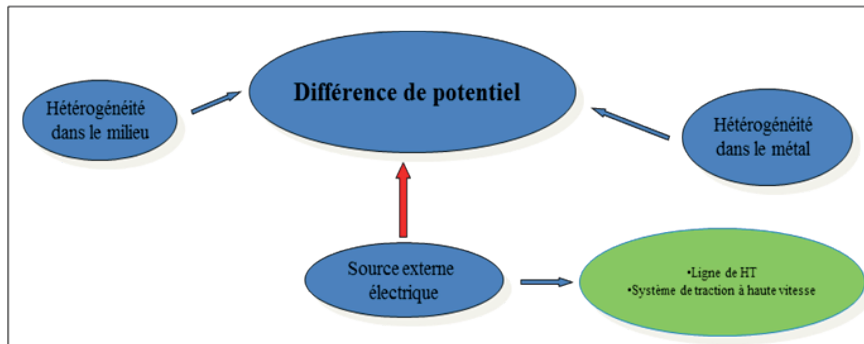 Différence de potentiel
Hétérogénéité
dans le milieu
Hétérogénéité
dans le métal
Source externe
électrique
•Ligne de HT
•Système de traction à haute vitesse